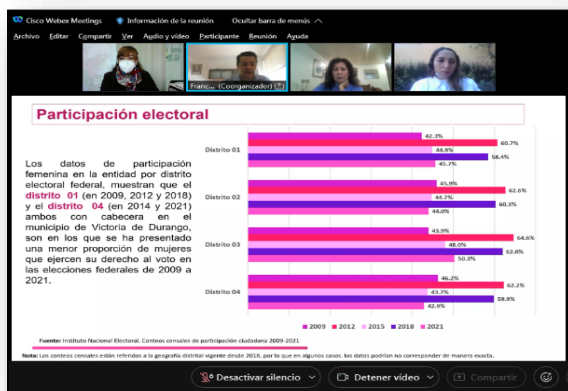 Cisco Webex Meetings Información de la reunión Ocultar barra de menús
Archivo Editar Compartir Ver Audio y video Participante Reunión Ayuda
Franc... (Coorganizador)
Participación electoral
Los datos de participación
femenina en la entidad por distrito
electoral federal, muestran que el
distrito 01 (en 2009, 2012 y 2018)
y el distrito 04 (en 2014 y 2021)
ambos con cabecera en el
municipio de Victoria de Durango,
son en los que se ha presentado
una menor proporción de mujeres
que ejercen su derecho al voto en
las elecciones federales de 2009 a
2021.
Distrito 01
42.3%
60.7%
44.9%
58.4%
45.7%
Distrito 02
45.9%
62.6%
44.7%
60.3%
44.0%
Distrito 03
43.9%
64.6%
48.0%
62.0%
50.3%
Distrito 04
46.2%
62.2%
43.7%
59.9%
42.9%
2009 2012 2015 2018 2021
Fuente: Instituto Nacional Electoral. Conteos censales de participación ciudadana 2009-2021
Nota: Los conteos censales están referidos a la geografía distrital vigente desde 2018, por lo que en algunos casos, los datos podrían no corresponder de manera exacta.
Desactivar silencio Detener video Compartir